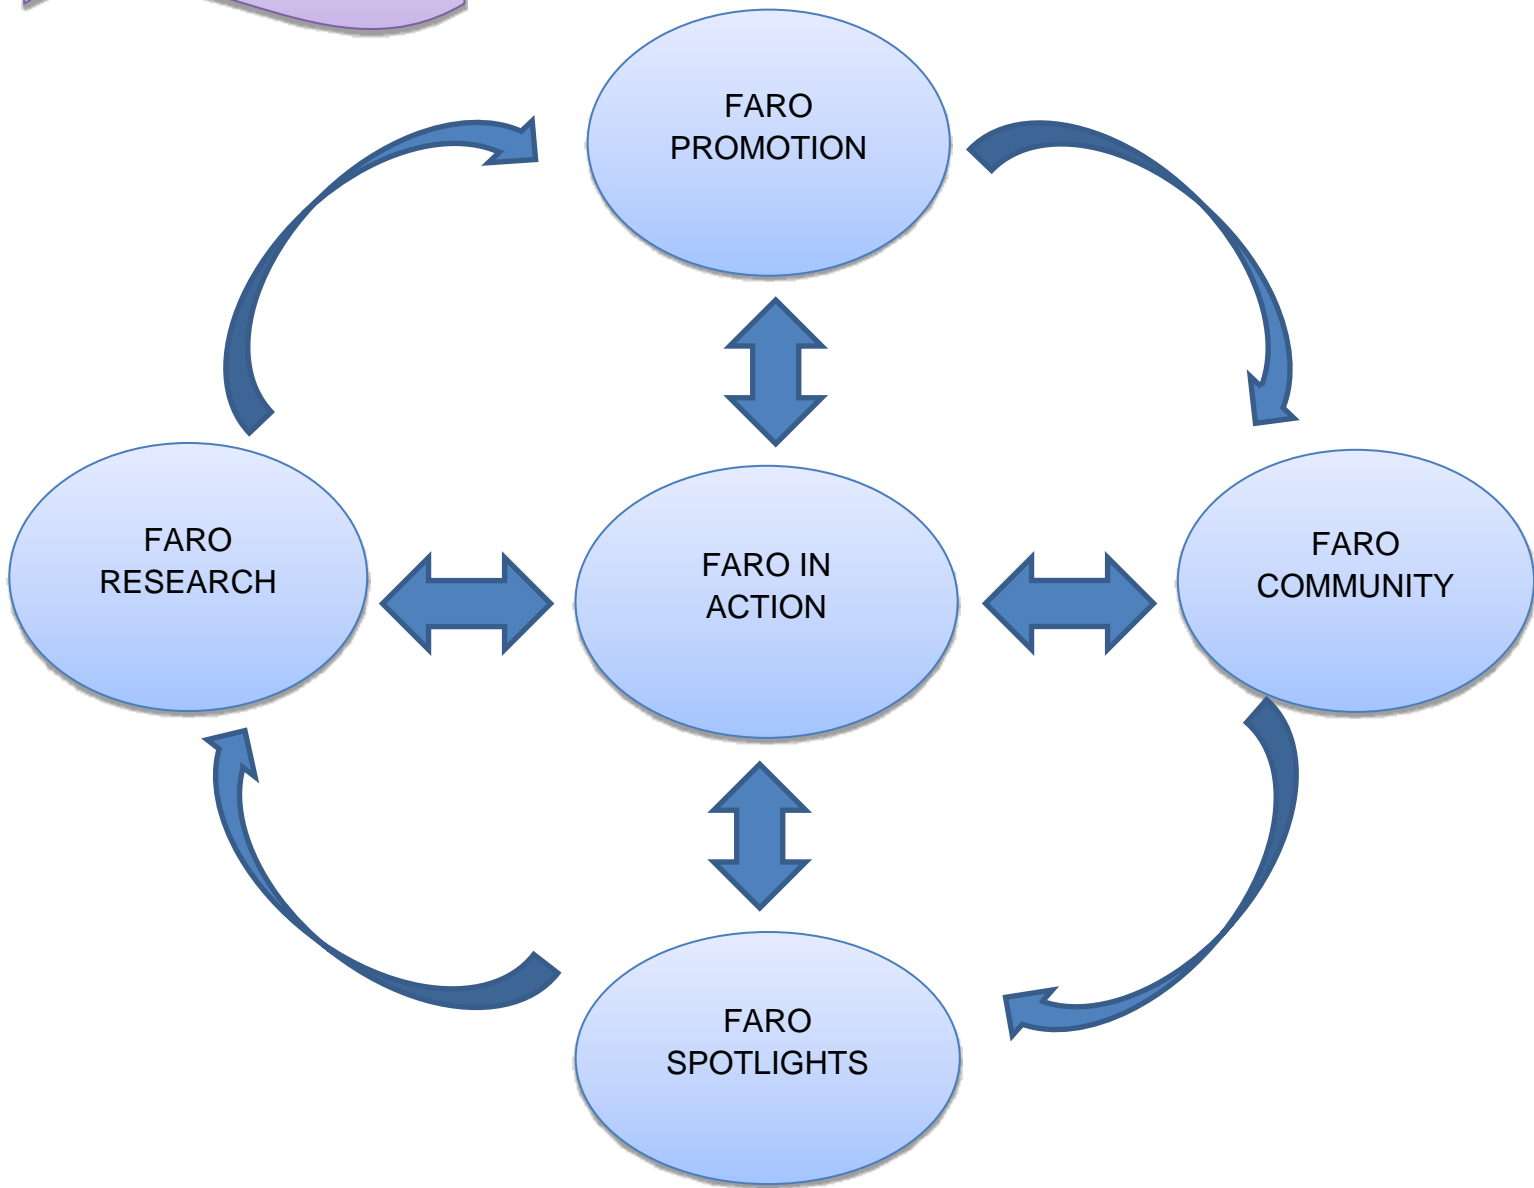 FARO
PROMOTION
FARO
RESEARCH
FARO IN
ACTION
FARO
COMMUNITY
FARO
SPOTLIGHTS